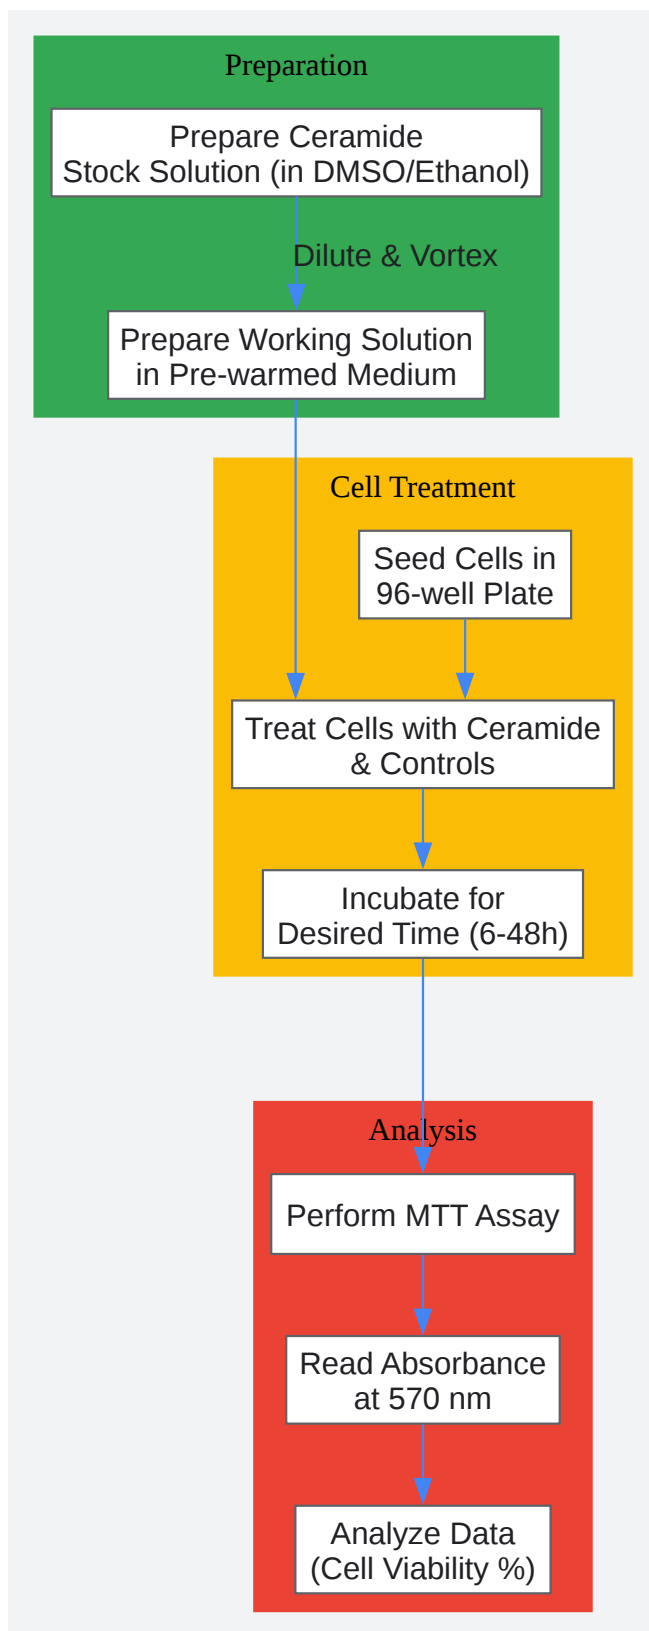 Preparation
Prepare Ceramide
Stock Solution (in DMSO/Ethanol)
Dilute & Vortex
Prepare Working Solution
in Pre-warmed Medium
Cell Treatment
Seed Cells in
96-well Plate
Treat Cells with Ceramide
& Controls
Incubate for
Desired Time (6-48h)
Analysis
Perform MTT Assay
Read Absorbance
at 570 nm
Analyze Data
(Cell Viability %)